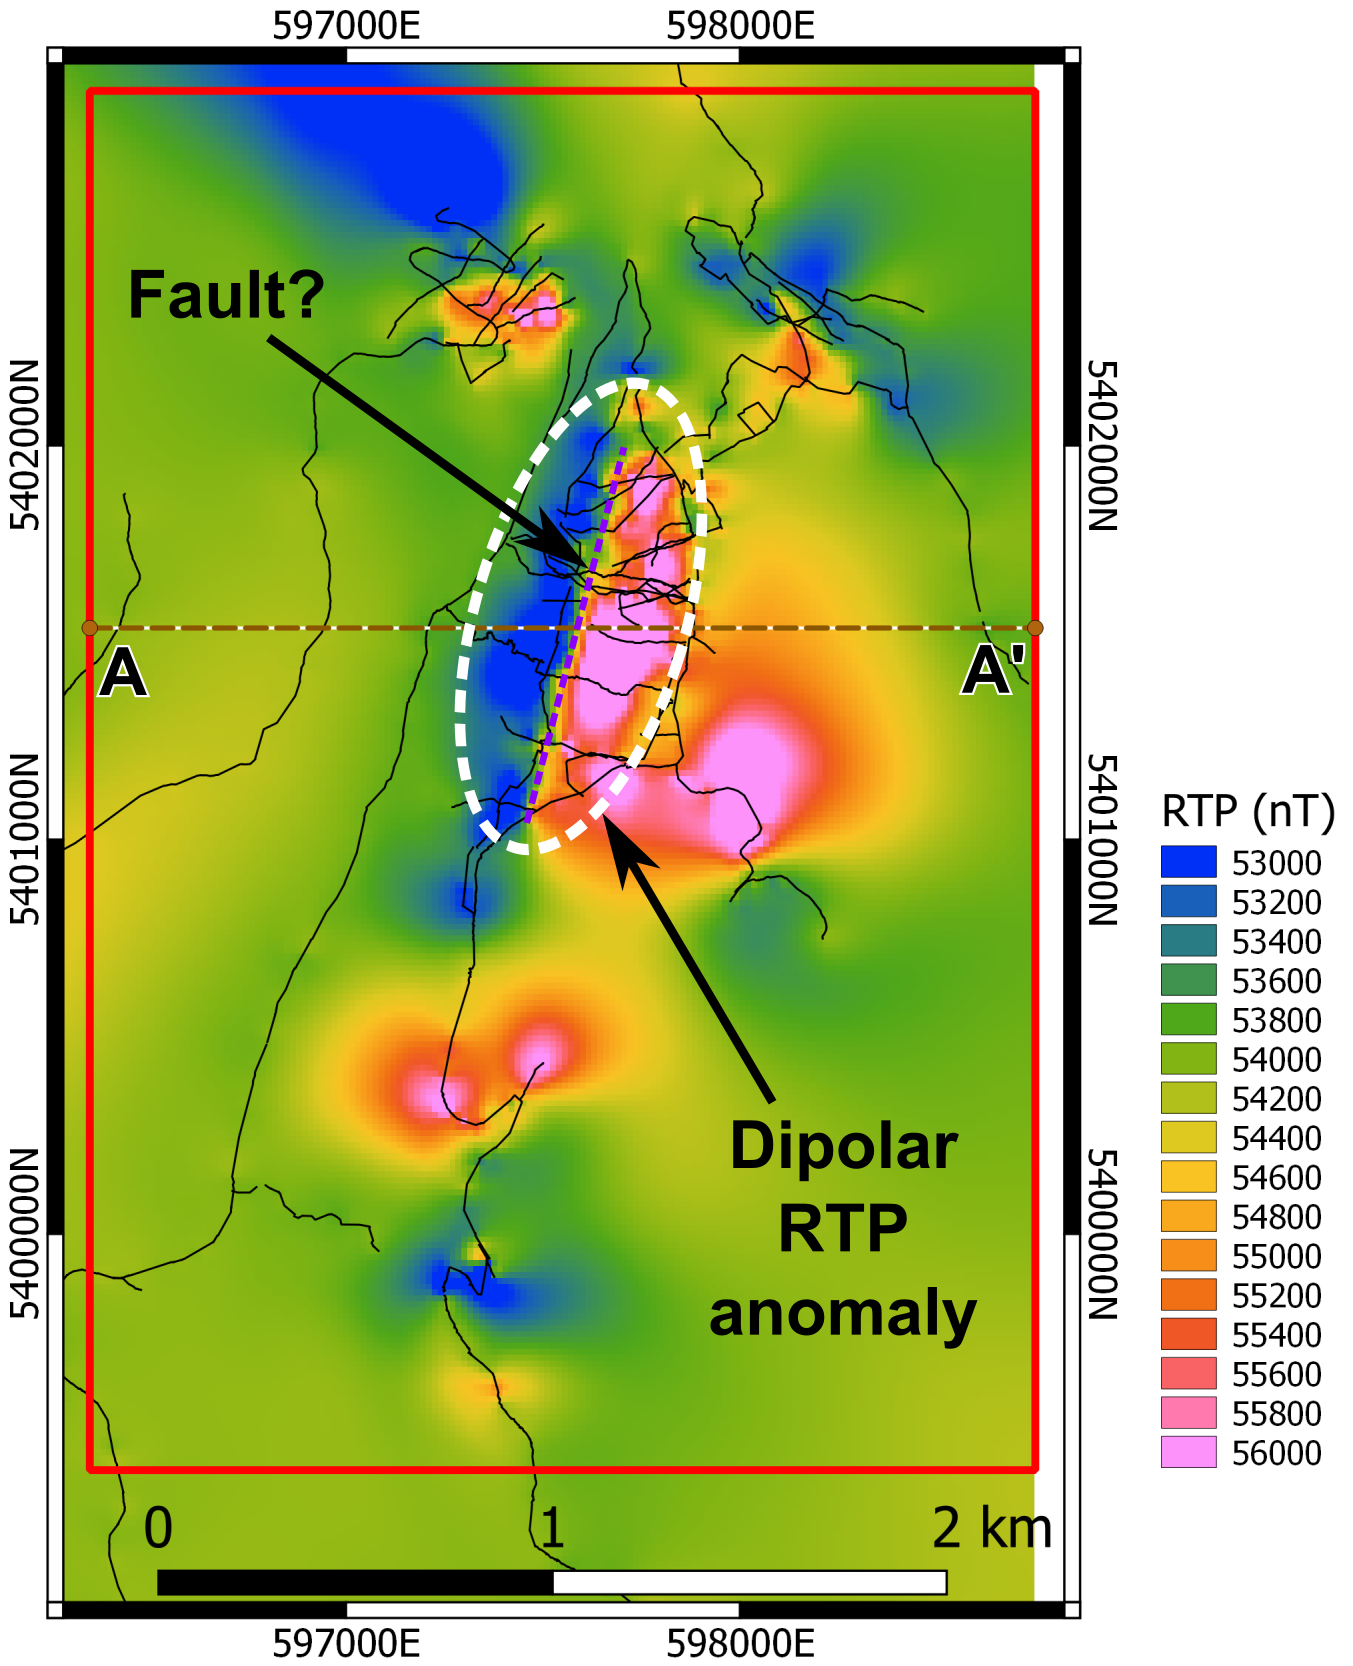 597000E 598000E
Fault?
5402000N
5402000N
A
A'
5401000N
5401000N
RTP (nT)
53000
53200
53400
53600
53800
54000
54200
54400
54600
54800
55000
55200
55400
55600
55800
56000
Dipolar
RTP
anomaly
5400000N
5400000N
0 1 2 km
597000E 598000E